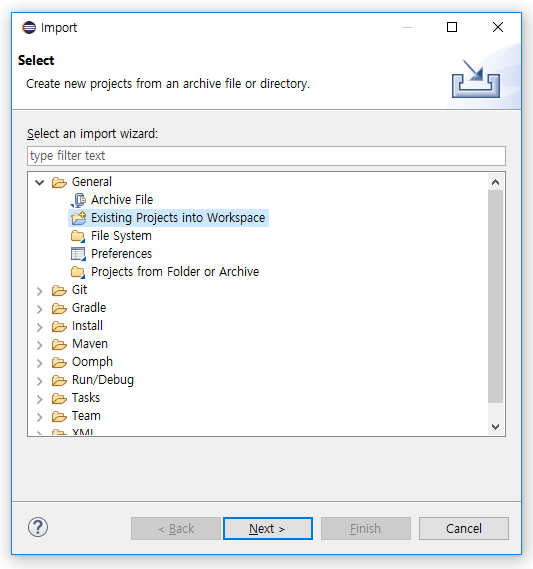 Import
Select
Create new projects from an archive file or directory.
Select an import wizard:
type filter text
General
Archive File
Existing Projects into Workspace
File System
Preferences
Projects from Folder or Archive
Git
Gradle
Install
Maven
Oomph
Run/Debug
Tasks
Team
XML
?
< Back
Next >
Finish
Cancel